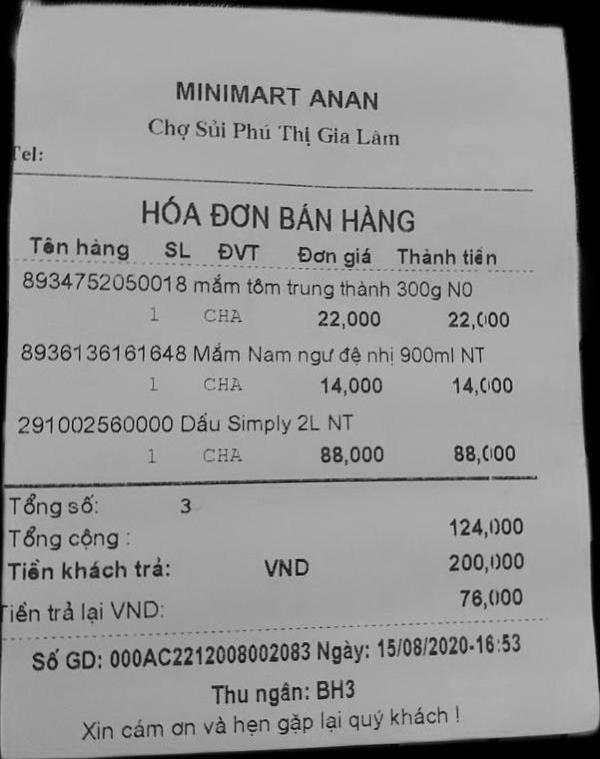 MINIMART ANAN
Chợ Sủi Phú Thị Gia Lâm
Tel:
HÓA ĐƠN BÁN HÀNG
Tên hàng SL ĐVT Đơn giá Thành tiền
8934752050018 mắm tôm trung thành 300g N0
1 CHA 22,000 22,000
8936136161648 Mắm Nam ngư đệ nhị 900ml NT
1 CHA 14,000 14,000
291002560000 Dấu Simply 2L NT
1 CHA 88,000 88,000
Tổng số: 3
Tổng cộng : 124,000
Tiền khách trả: VND 200,000
Tiền trả lại VND: 76,000
Số GD: 000AC2212008002083 Ngày: 15/08/2020-16:53
Thu ngân: BH3
Xin cám ơn và hẹn gặp lại quý khách !